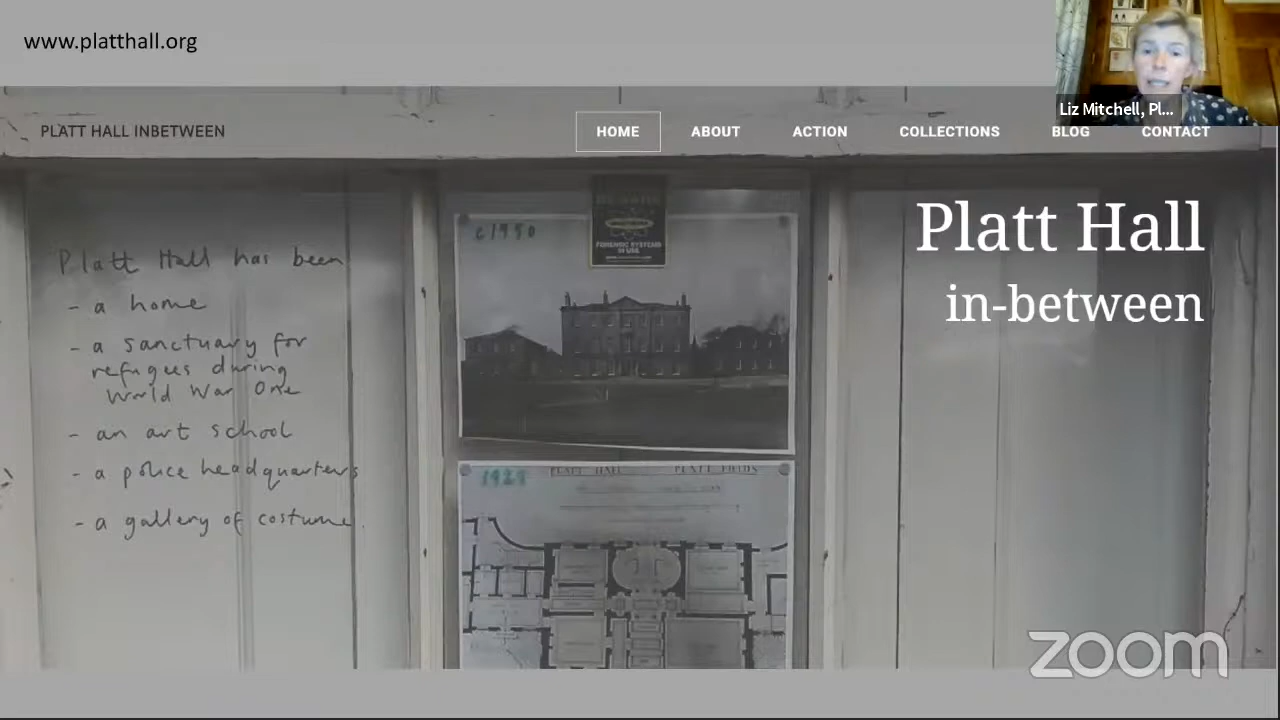 www.platthall.org
Liz Mitchell, Pl...
PLATT HALL INBETWEEN
HOME
ABOUT
ACTION
COLLECTIONS
BLOG
CONTACT
Platt Hall
in-between
Platt Hall has been
- a home
- a sanctuary for
refugees during
World War One
- an art school
- a police headquarters
- a gallery of costume.
c1950
FORENSIC SYSTEMS
IN USE
PLATT HALL PLATT FIELDS
zoom